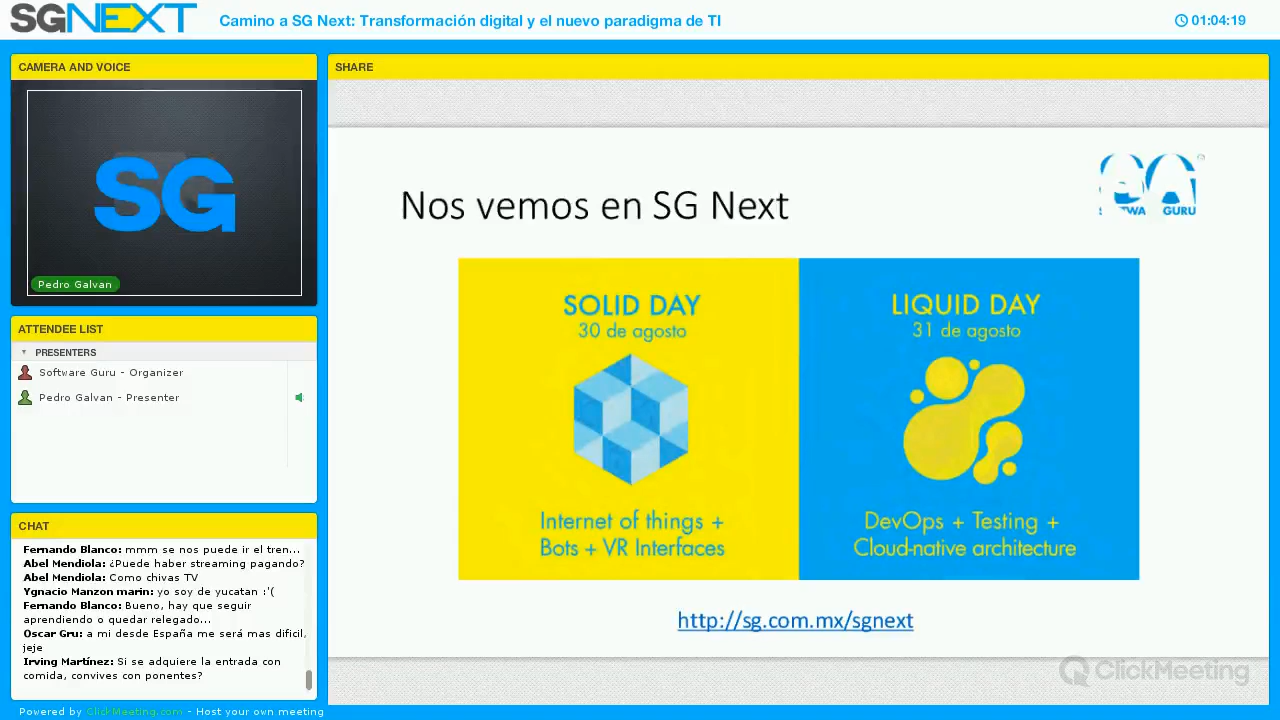 SGNEXT
Camino a SG Next: Transformación digital y el nuevo paradigma de TI
01:04:19
CAMERA AND VOICE
SG
Pedro Galvan
ATTENDEE LIST
PRESENTERS
Software Guru - Organizer
Pedro Galvan - Presenter
CHAT
Fernando Blanco: mmm se nos puede ir el tren...
Abel Mendiola: ¿Puede haber streaming pagando?
Abel Mendiola: Como chivas TV
Ygnacio Manzon marin: yo soy de yucatan :'(
Fernando Blanco: Bueno, hay que seguir
aprendiendo o quedar relegado...
Oscar Gru: a mi desde España me será mas dificil,
jeje
Irving Martínez: Si se adquiere la entrada con
comida, convives con ponentes?
Powered by ClickMeeting.com - Host your own meeting
SHARE
Nos vemos en SG Next
GURU
SOLID DAY
30 de agosto
Internet of things +
Bots + VR Interfaces
LIQUID DAY
31 de agosto
DevOps + Testing +
Cloud-native architecture
http://sg.com.mx/sgnext
ClickMeeting